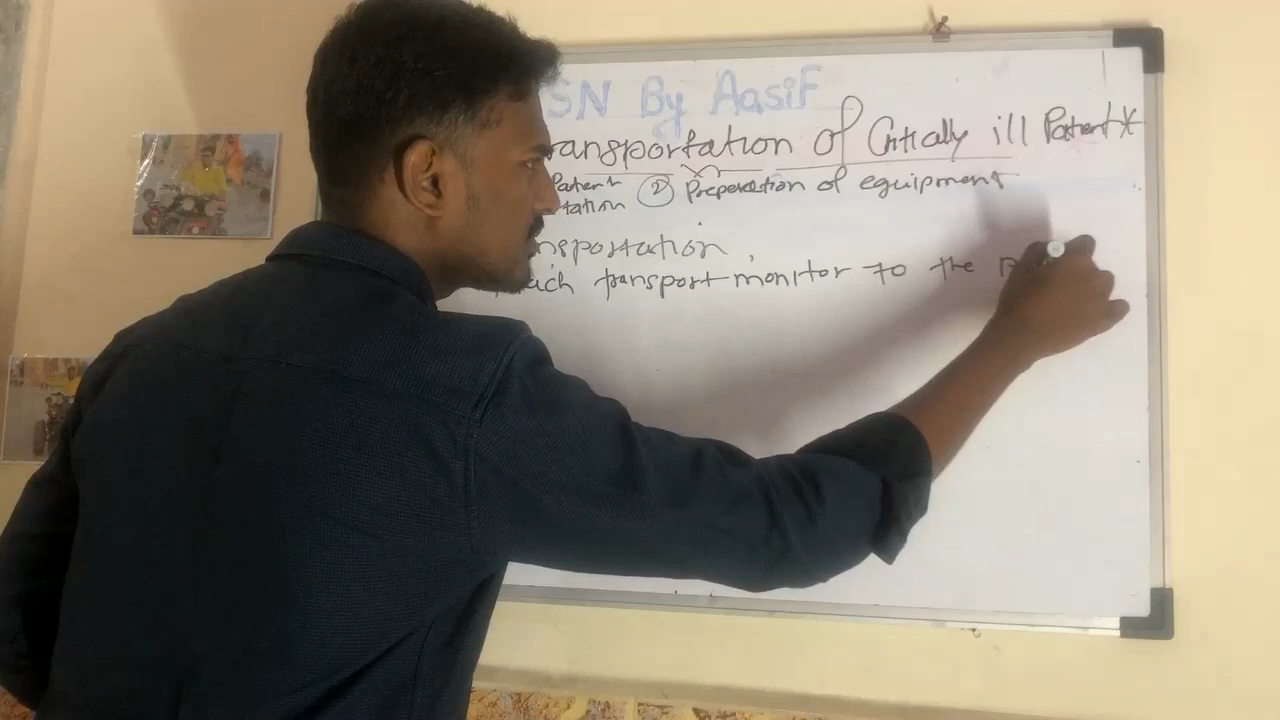 SN By Aasif
ransportation of Critically ill Patient
Patient ② Preparation of equipment
tation
nsportation
ach transport monitor to the